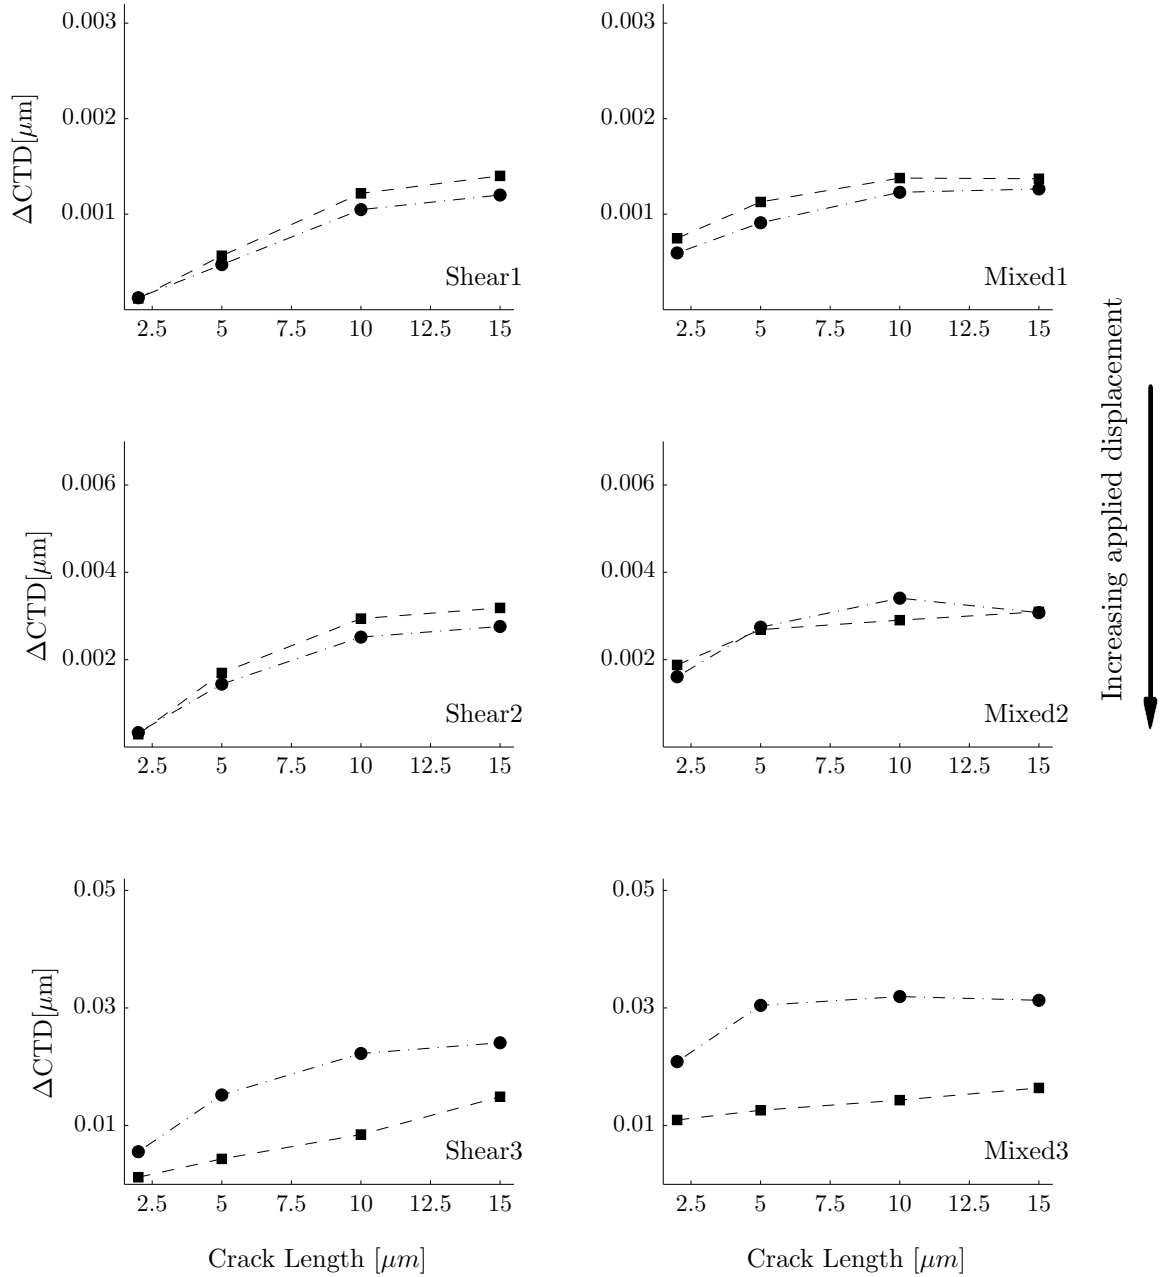 0.003
0.002
0.001
ΔCTD[μm]
Shear1
2.5 5 7.5 10 12.5 15
0.003
0.002
0.001
Mixed1
2.5 5 7.5 10 12.5 15
0.006
0.004
0.002
ΔCTD[μm]
Shear2
2.5 5 7.5 10 12.5 15
0.006
0.004
0.002
Mixed2
2.5 5 7.5 10 12.5 15
Increasing applied displacement
0.05
0.03
0.01
ΔCTD[μm]
Shear3
2.5 5 7.5 10 12.5 15
Crack Length [μm]
0.05
0.03
0.01
Mixed3
2.5 5 7.5 10 12.5 15
Crack Length [μm]